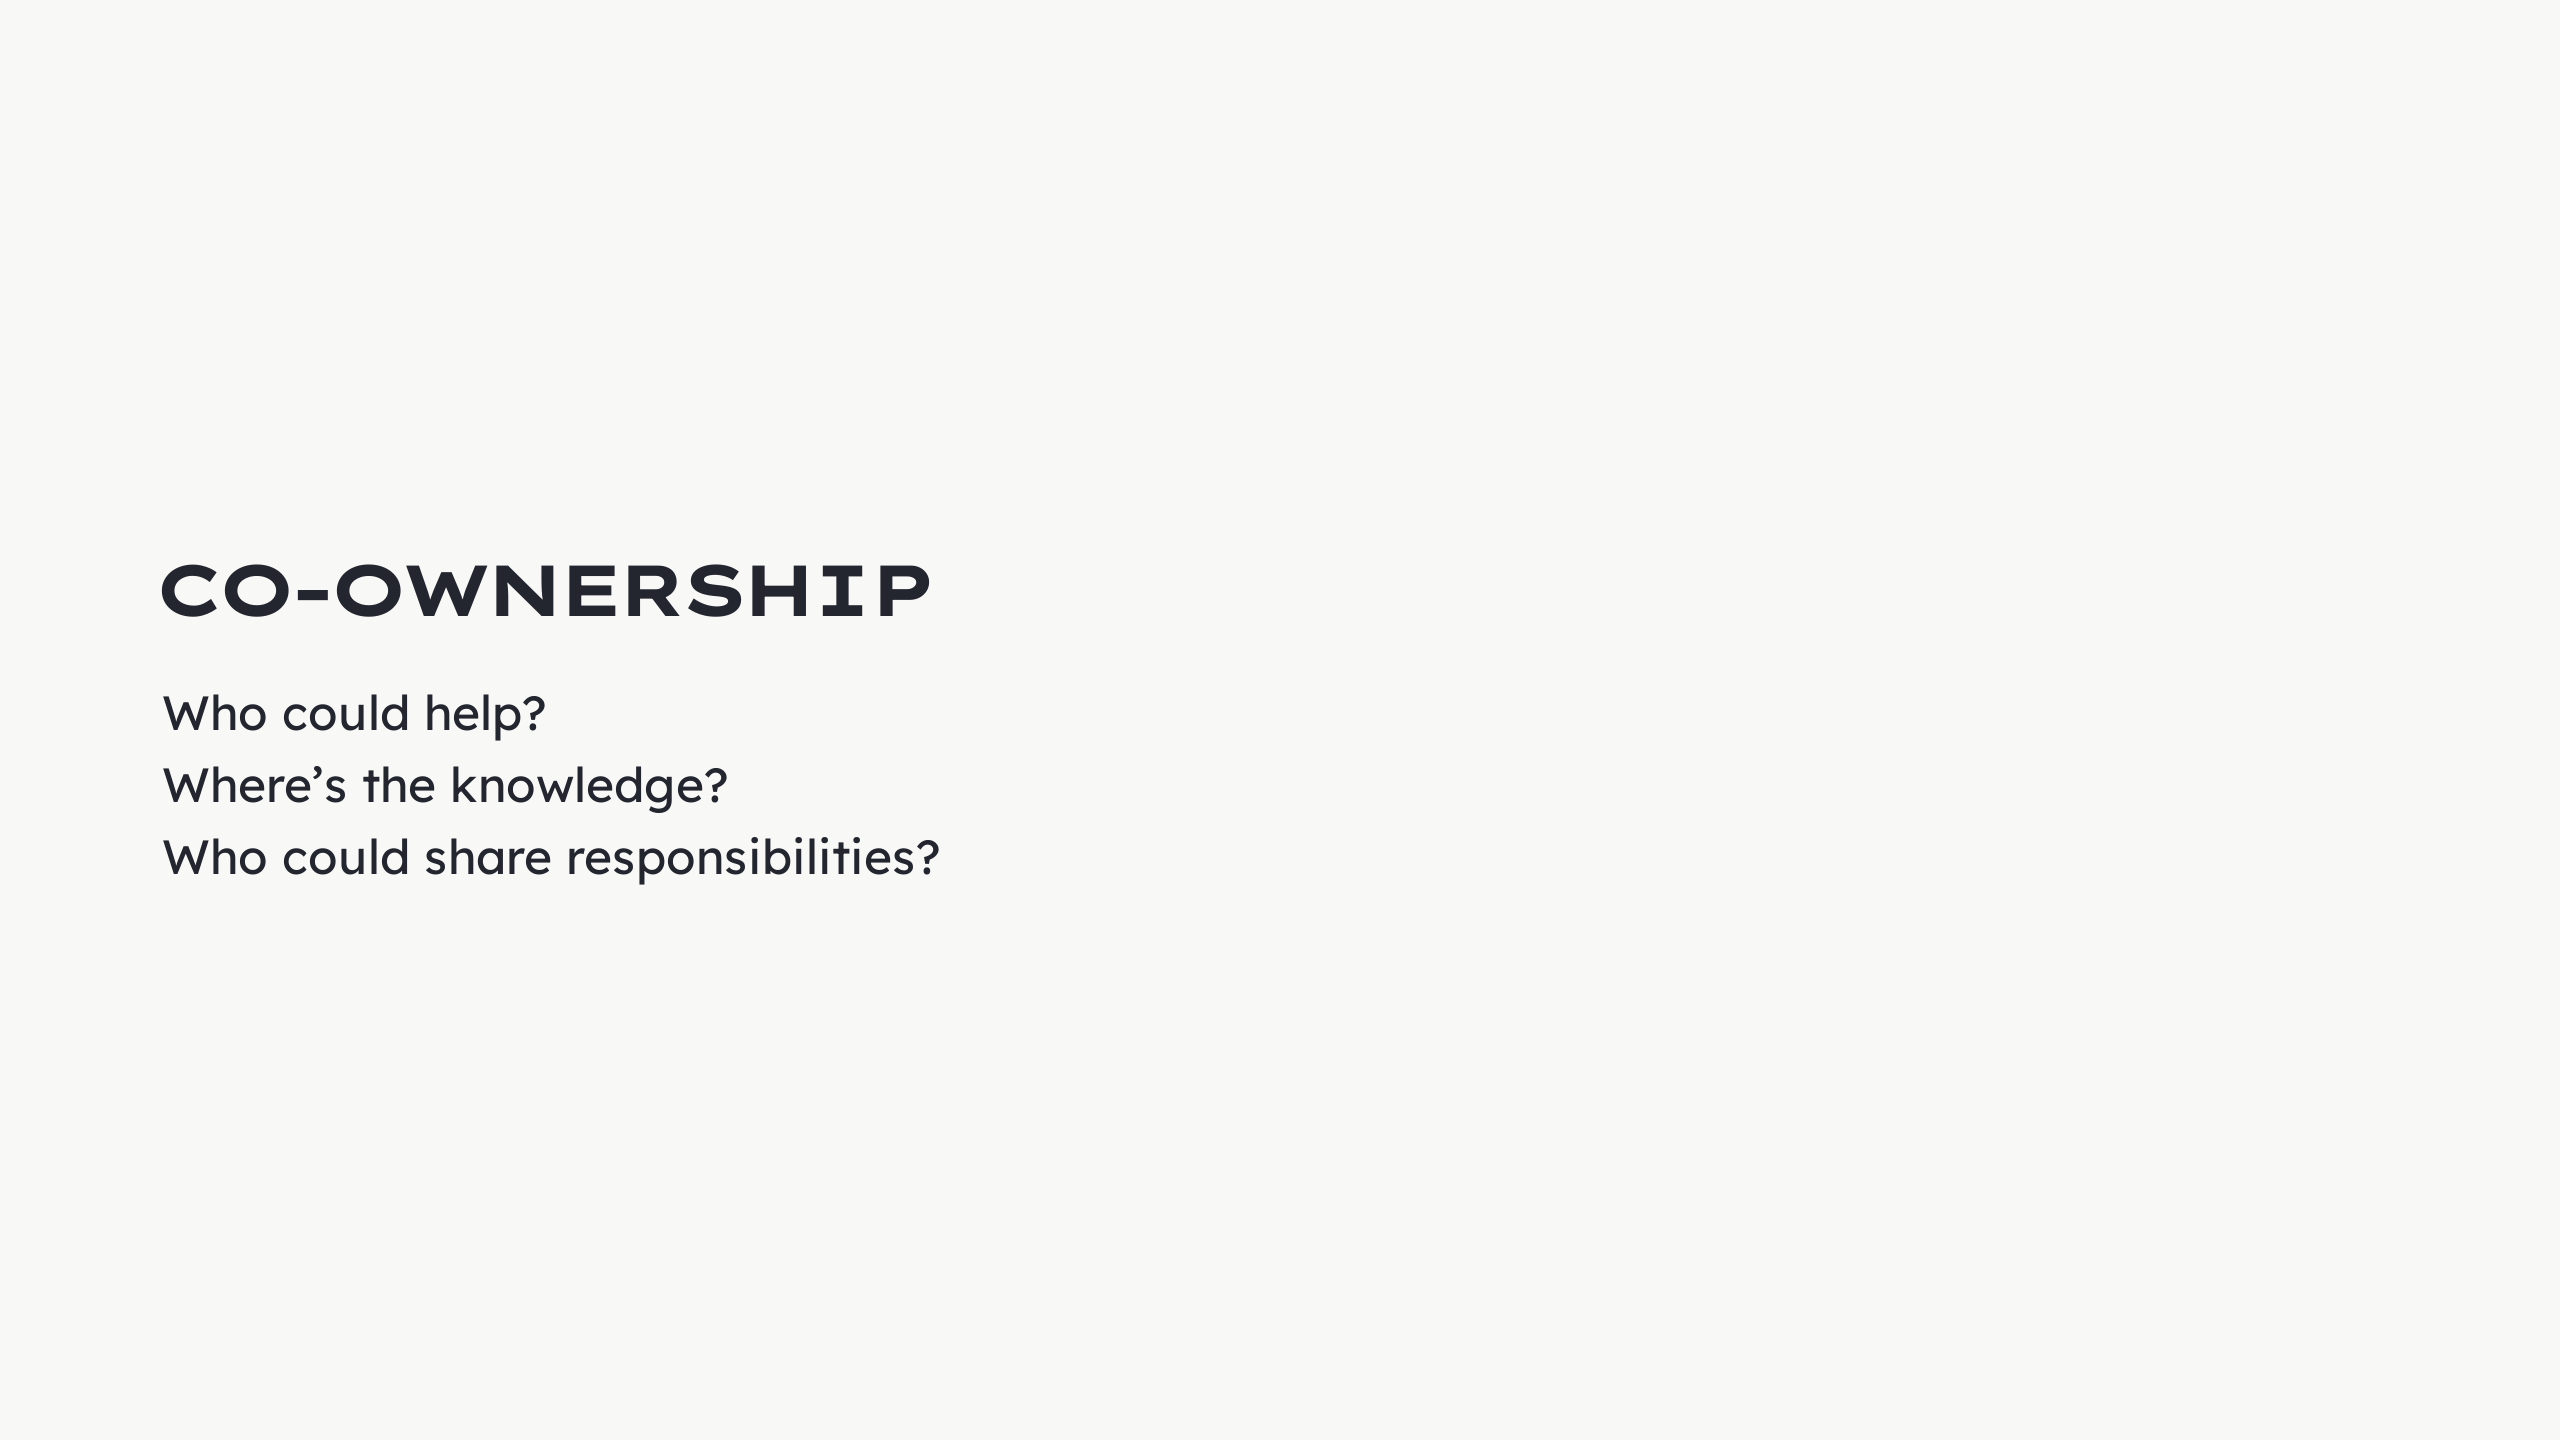 CO-OWNERSHIP
Who could help?
Where’s the knowledge?
Who could share responsibilities?